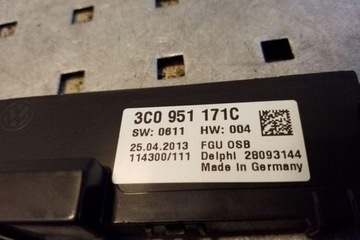 3C0 951 171C
SW: 0611 HW: 004
25.04.2013 FGU OSB
114300/111 Delphi 28093144
Made in Germany